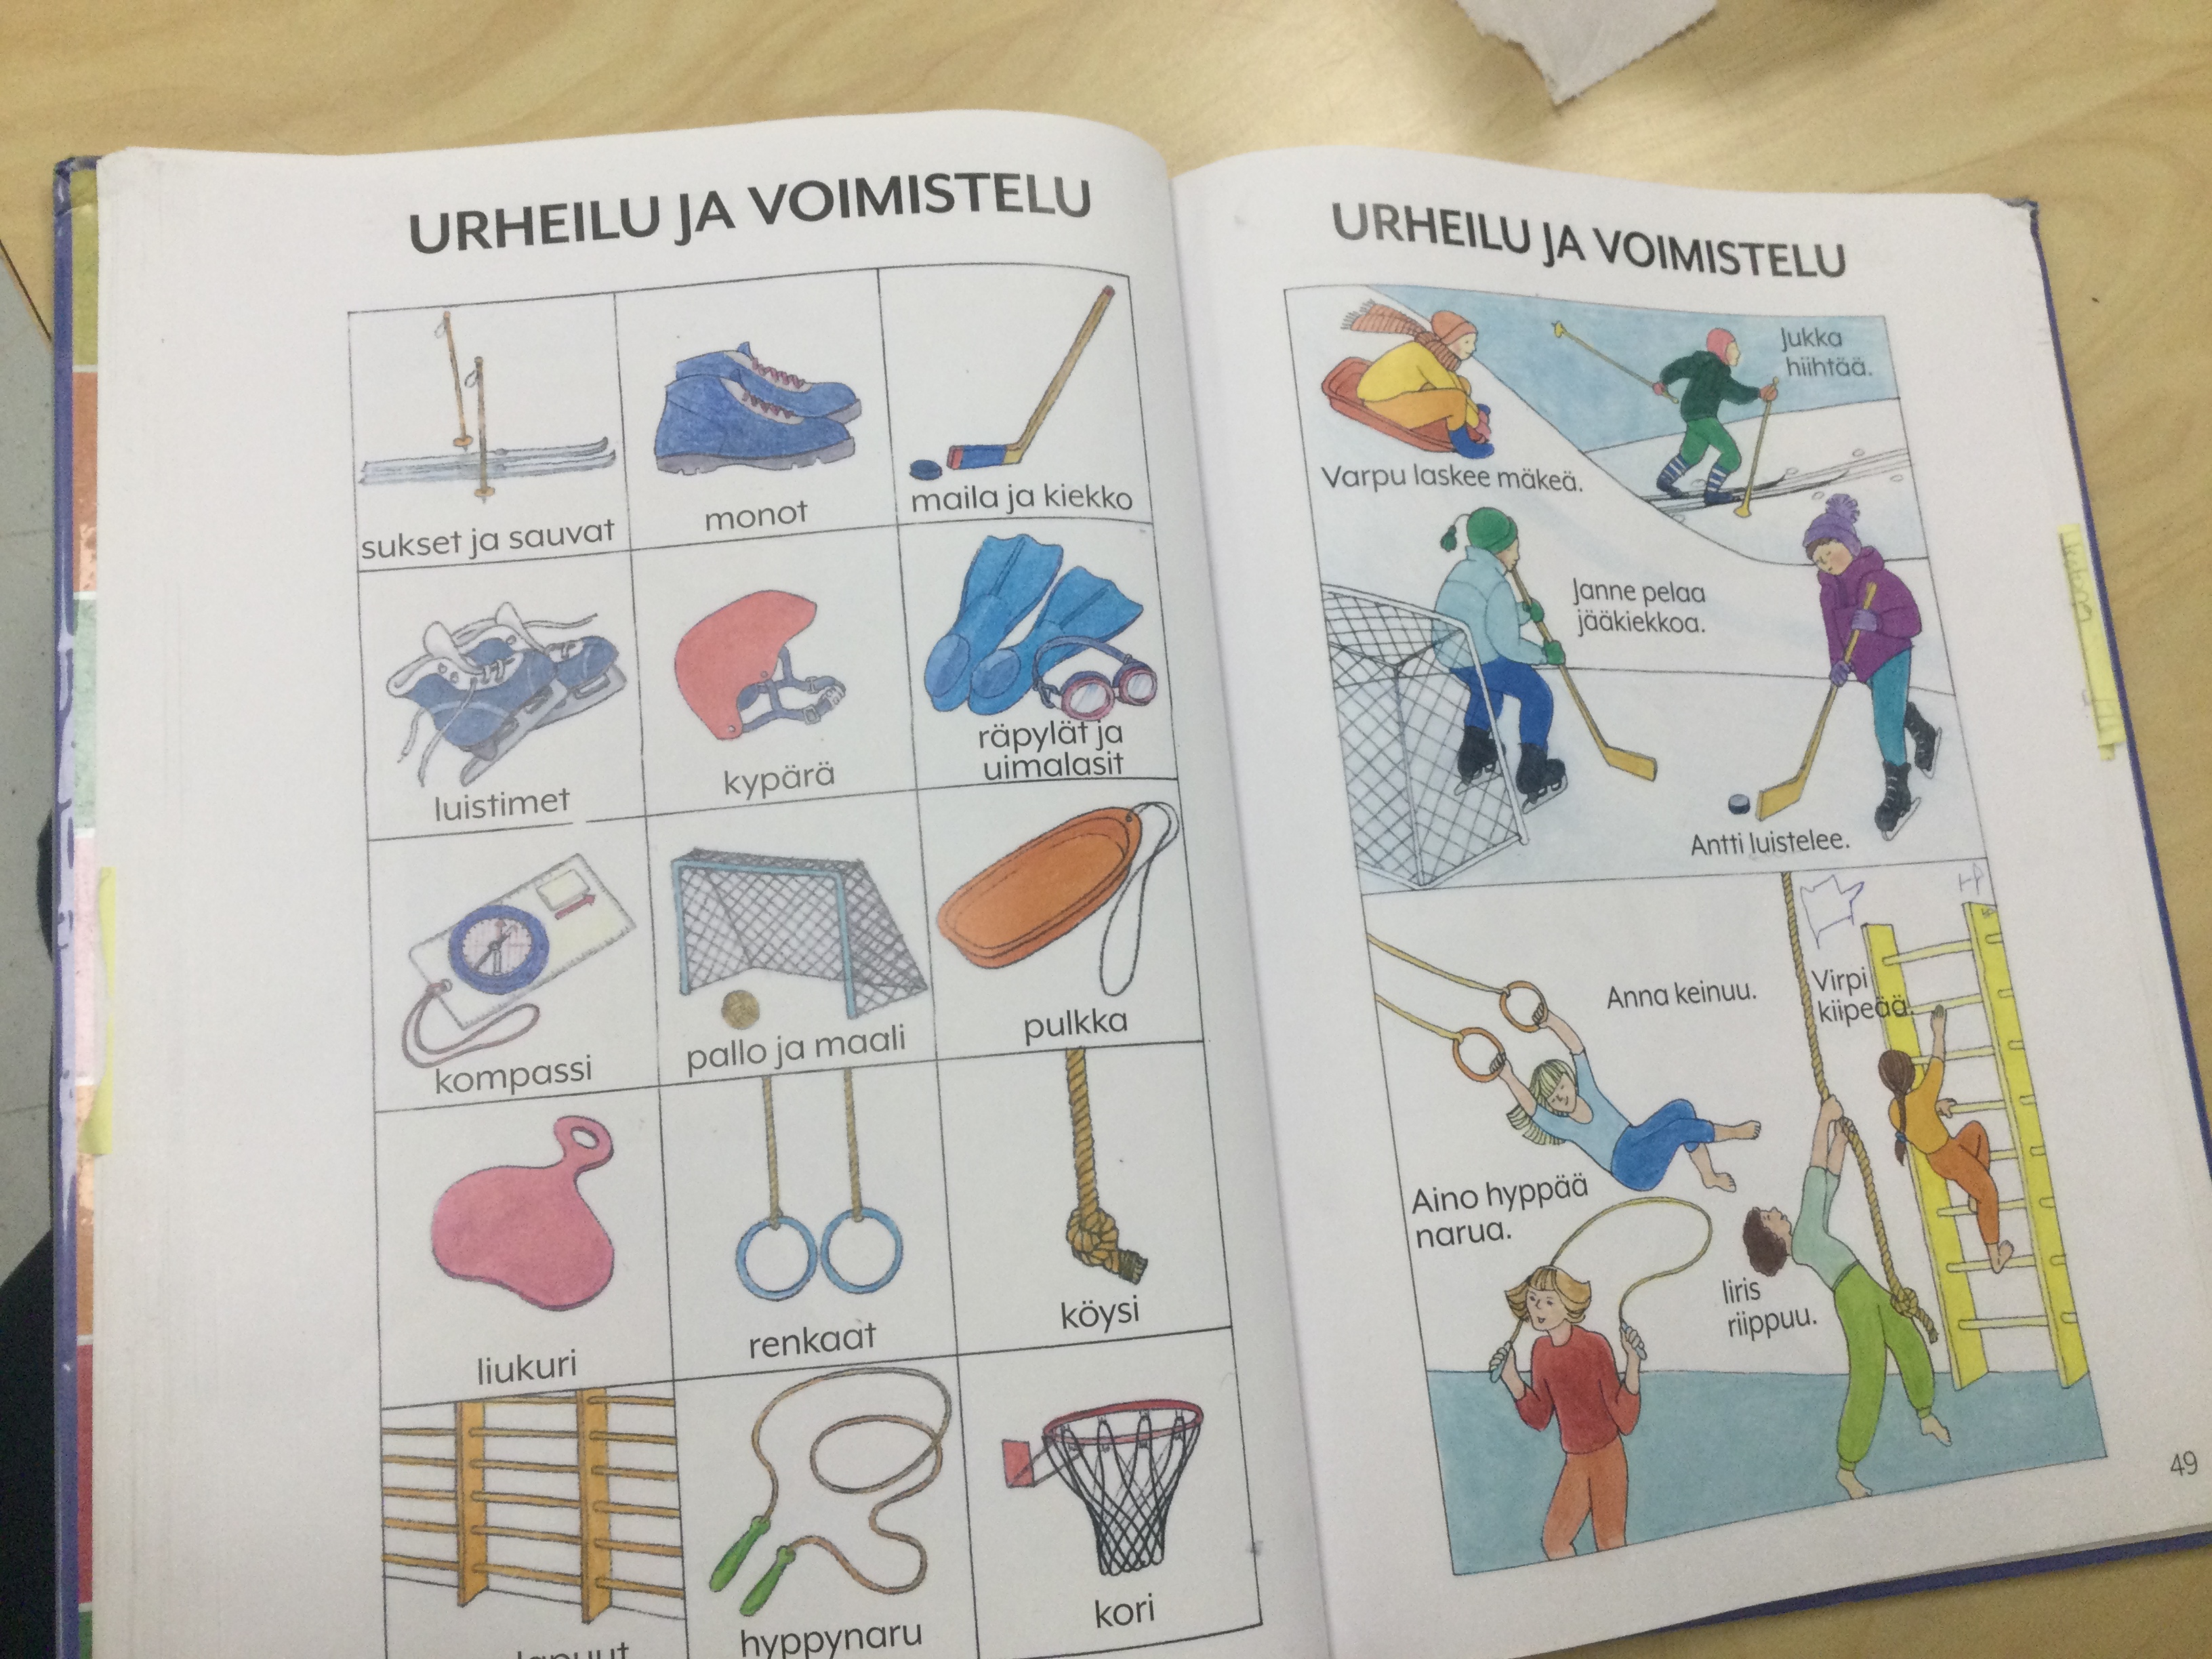 URHEILU JA VOIMISTELU
sukset ja sauvat
monot
maila ja kiekko
luistimet
kypärä
räpylät ja
uimalasit
kompassi
pallo ja maali
pulkka
liukuri
renkaat
köysi
hyppynaru
kori
URHEILU JA VOIMISTELU
Jukka
hiihtää.
Varpu laskee mäkeä.
Janne pelaa
jääkiekkoa.
Antti luistelee.
Anna keinuu.
Virpi
kiipeää.
Aino hyppää
narua.
Iiris
riippuu.
49